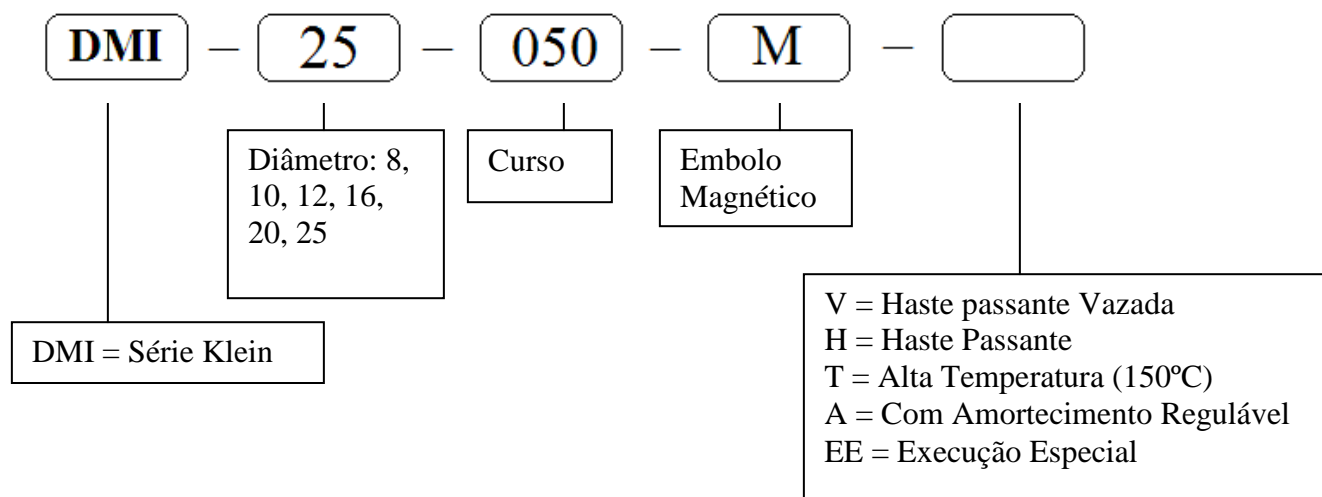 DMI – 25 – 050 – M –
Diâmetro: 8,
10, 12, 16,
20, 25
Curso
Embolo
Magnético
DMI = Série Klein
V = Haste passante Vazada
H = Haste Passante
T = Alta Temperatura (150ºC)
A = Com Amortecimento Regulável
EE = Execução Especial